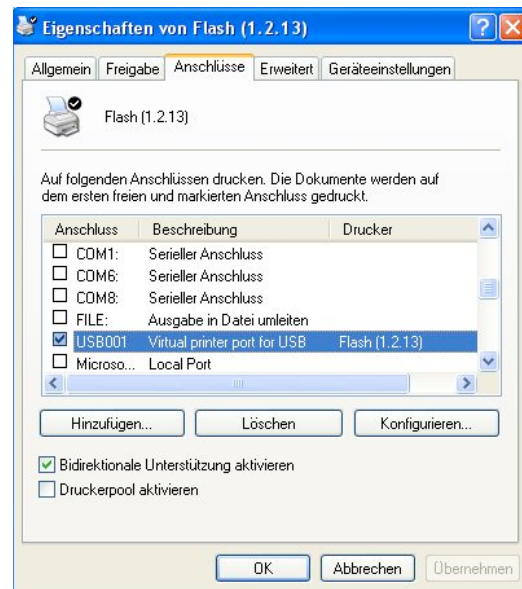 Eigenschaften von Flash (1.2.13)
Allgemein Freigabe Anschlüsse Erweitert Geräteeinstellungen
Flash (1.2.13)
Auf folgenden Anschlüssen drucken. Die Dokumente werden auf
dem ersten freien und markierten Anschluss gedruckt.
Anschluss Beschreibung Drucker
COM1: Serieller Anschluss
COM6: Serieller Anschluss
COM8: Serieller Anschluss
FILE: Ausgabe in Datei umleiten
USB001 Virtual printer port for USB Flash (1.2.13)
Microso... Local Port
Hinzufügen... Löschen Konfigurieren...
Bidirektionale Unterstützung aktivieren
Druckerpool aktivieren
OK Abbrechen Übernehmen